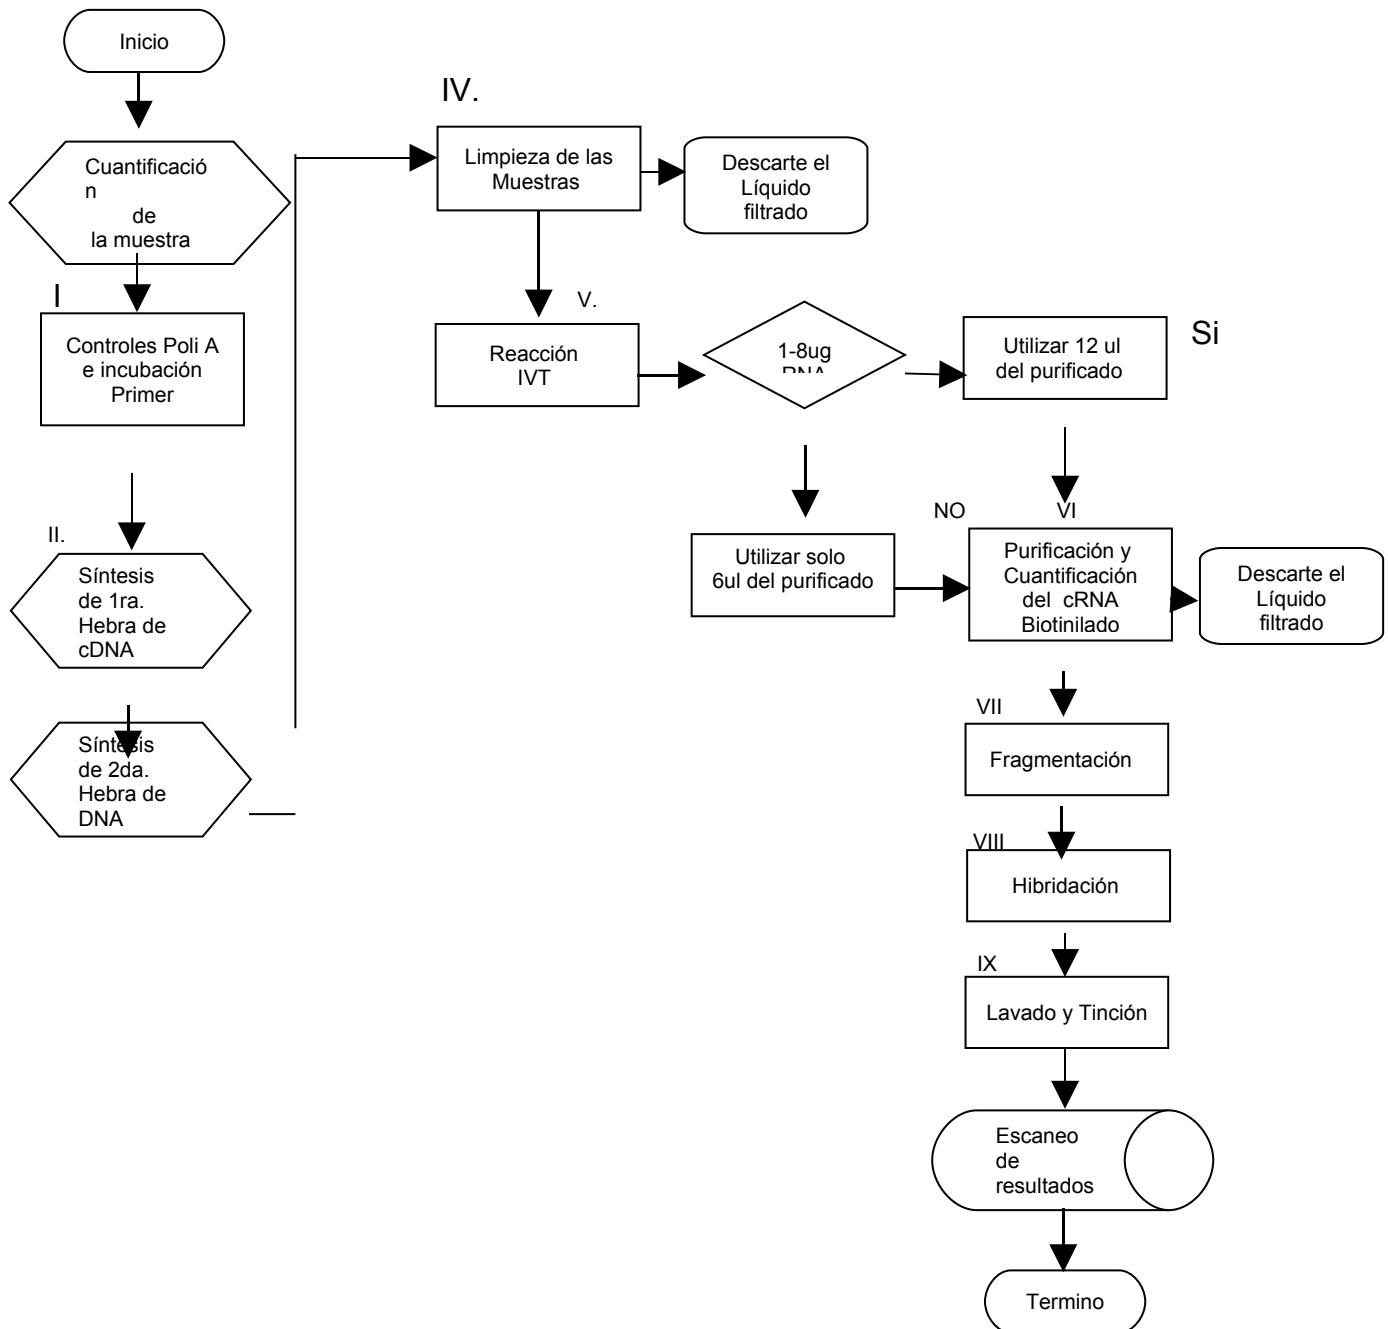 Inicio
Cuantificació
n
de
la muestra
I
Controles Poli A
e incubación
Primer
II.
Síntesis
de 1ra.
Hebra de
cDNA
Síntesis
de 2da.
Hebra de
DNA
IV.
Limpieza de las
Muestras
Descarte el
Líquido
filtrado
V.
Reacción
IVT
1-8ug
RNA
Si
Utilizar 12 ul
del purificado
NO
Utilizar solo
6ul del purificado
VI
Purificación y
Cuantificación
del cRNA
Biotinilado
Descarte el
Líquido
filtrado
VII
Fragmentación
VIII
Hibridación
IX
Lavado y Tinción
Escaneo
de
resultados
Termino